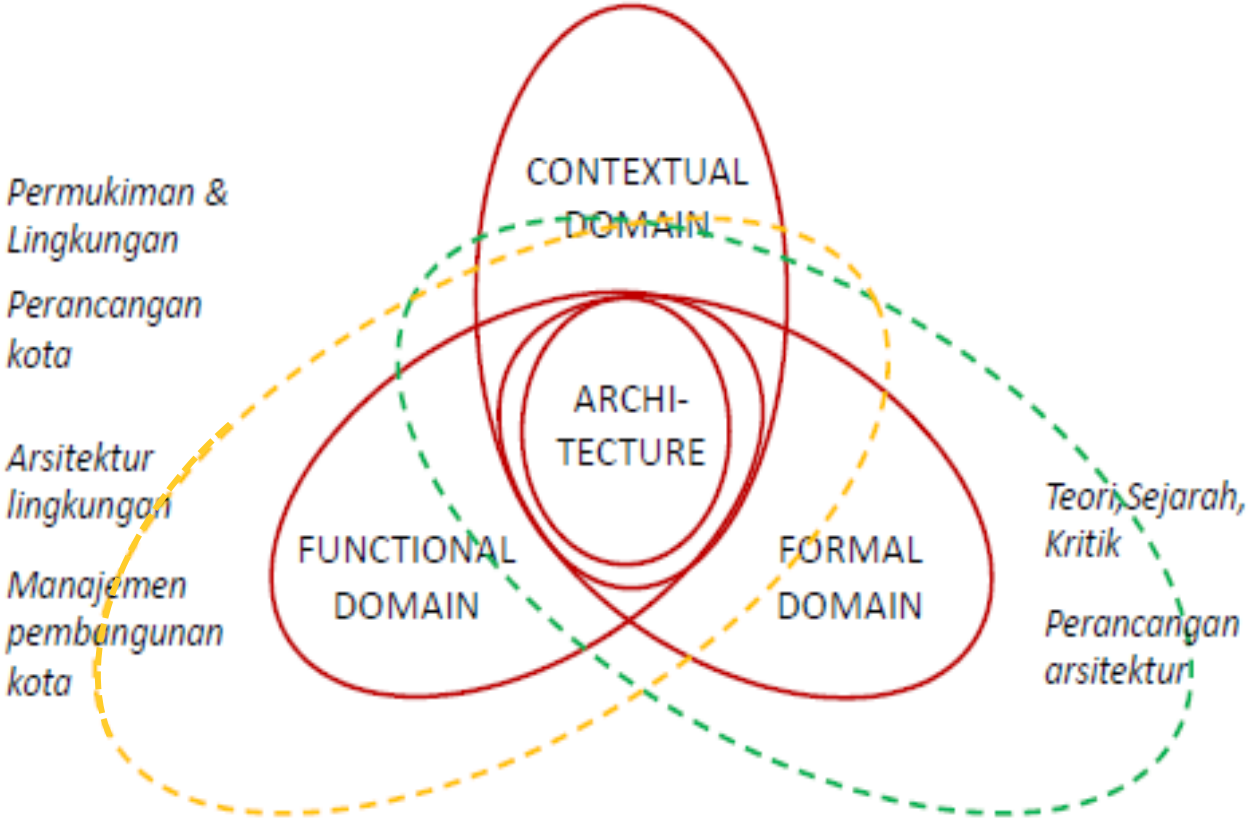 CONTEXTUAL
DOMAIN
Permukiman &
Lingkungan
Perancangan
kota
ARCHI-
TECTURE
Arsitektur
lingkungan
Manajemen
pembangunan
kota
FUNCTIONAL
DOMAIN
FORMAL
DOMAIN
Teori,Sejarah,
Kritik
Perancangan
arsitektur